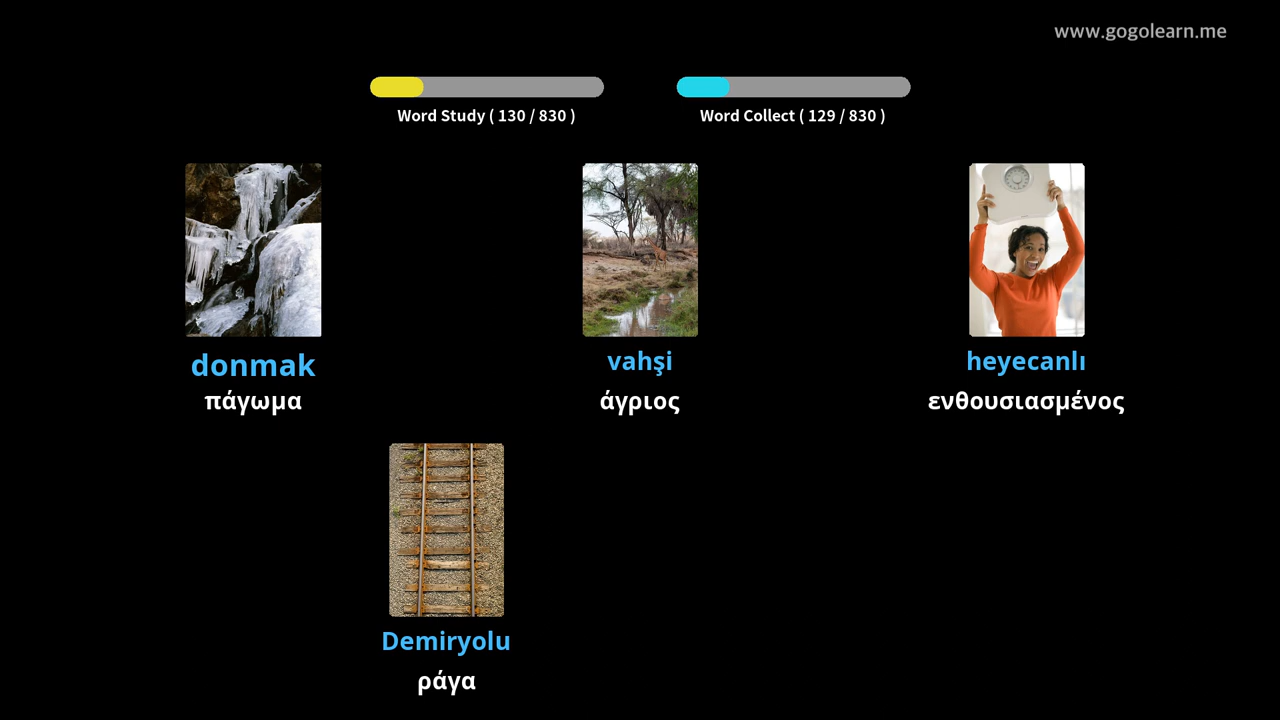 www.gogolearn.me
Word Study ( 130 / 830 )
Word Collect ( 129 / 830 )
donmak
πάγωμα
vahşi
άγριος
heyecanlı
ενθουσιασμένος
Demiryolu
ράγα